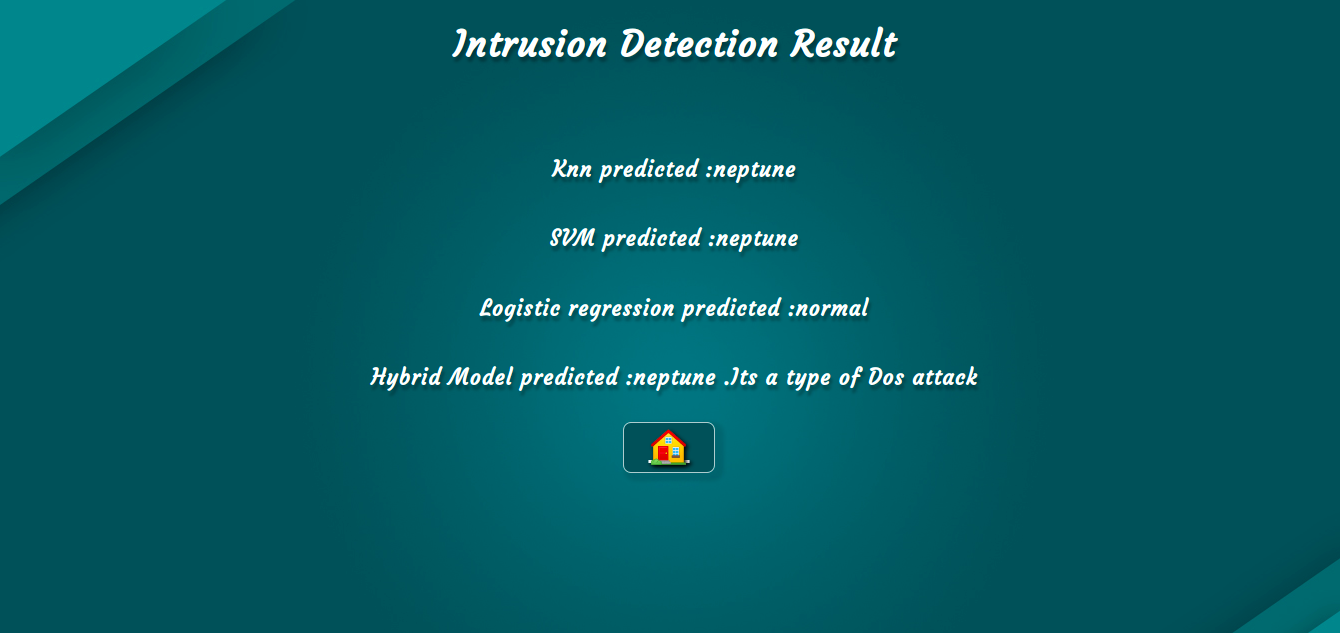 Intrusion Detection Result
Knn predicted :neptune
SVM predicted :neptune
Logistic regression predicted :normal
Hybrid Model predicted :neptune .Its a type of Dos attack